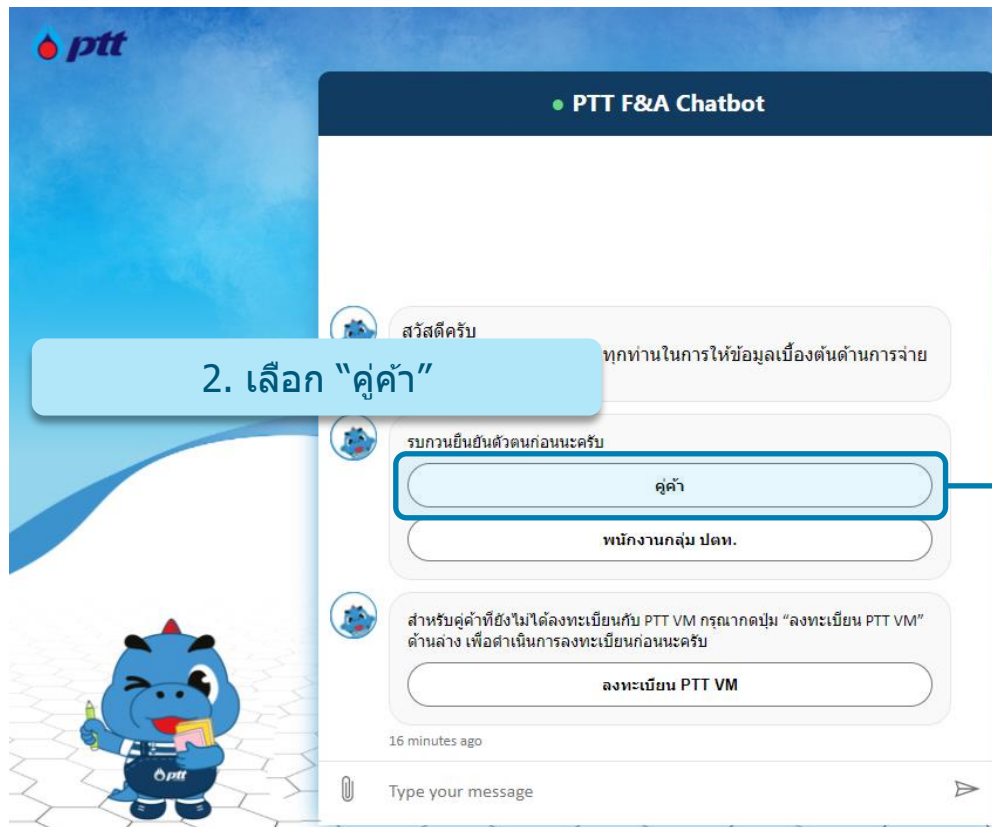 ptt
PTT F&A Chatbot
สวัสดีครับ
ทุกท่านในการให้ข้อมูลเบื้องต้นด้านการจ่าย
2. เลือก “คู่ค้า”
รบกวนยืนยันตัวตนก่อนนะครับ
คู่ค้า
พนักงานกลุ่ม ปตท.
สำหรับคู่ค้าที่ยังไม่ได้ลงทะเบียนกับ PTT VM กรุณากดปุ่ม “ลงทะเบียน PTT VM”
ด้านล่าง เพื่อดำเนินการลงทะเบียนก่อนนะครับ
ลงทะเบียน PTT VM
16 minutes ago
Type your message
ptt